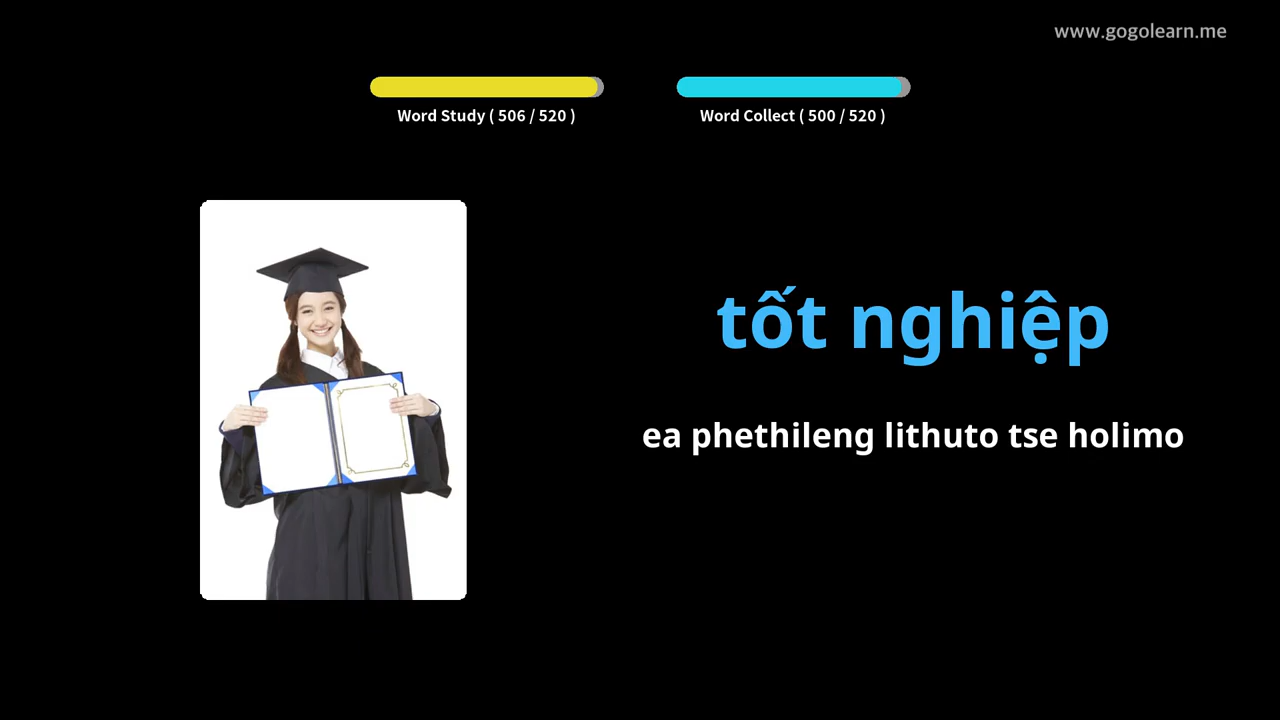 www.gogolearn.me
Word Study ( 506 / 520 )
Word Collect ( 500 / 520 )
tốt nghiệp
ea phethileng lithuto tse holimo